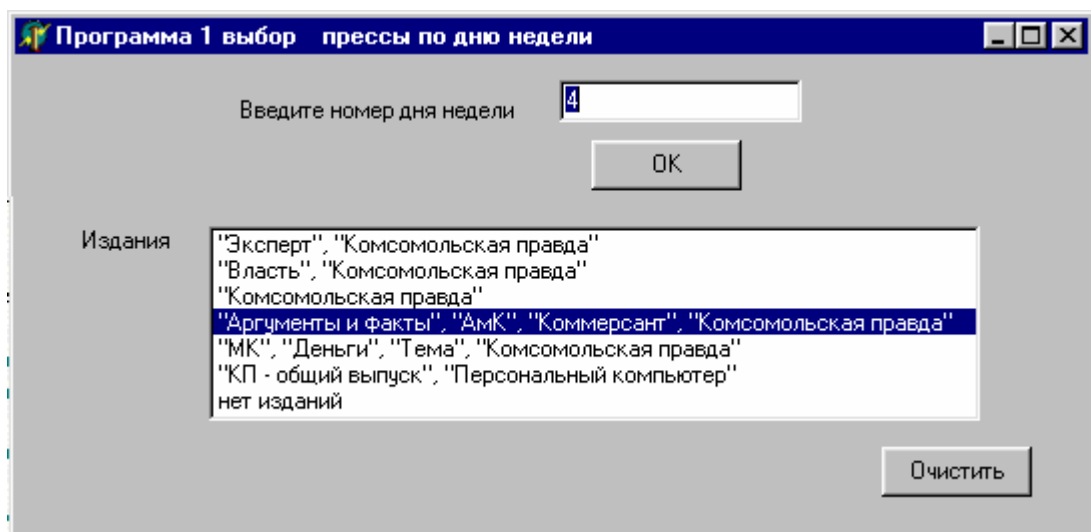 Программа 1 выбор прессы по дню недели
Введите номер дня недели 4
OK
Издания
"Эксперт", "Комсомольская правда"
"Власть", "Комсомольская правда"
"Комсомольская правда"
"Аргументы и факты", "АмК", "Коммерсант", "Комсомольская правда"
"МК", "Деньги", "Тема", "Комсомольская правда"
"КП - общий выпуск", "Персональный компьютер"
нет изданий
Очистить